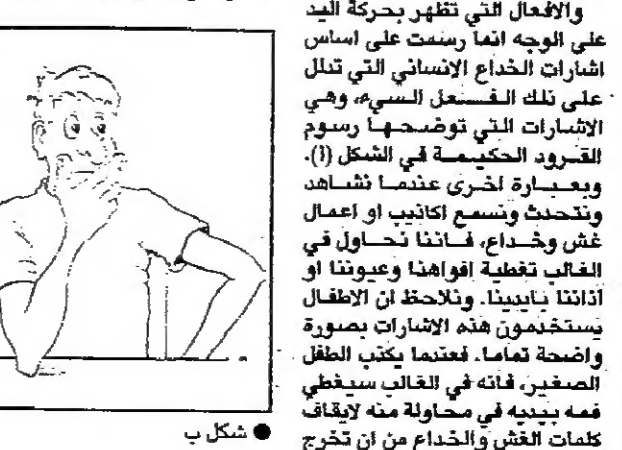 والافعال التي تظهر بحركة اليد
على الوجه انما رسمت على اساس
اشارات الخداع الانساني التي تدلل
على ذلك الفعل السيء، وهي
الاشارات التي توضحها رسوم
القرود الحكيمة في الشكل (أ).
وبعبارة اخرى عندما نشاهد
ونتحدث ونسمع اكاذيب او اعمال
غش وخداع، فاننا نحاول في
الغالب تغطية افواهنا وعيوننا او
آذاننا بايدينا. ونلاحظ ان الاطفال
يستخدمون هذه الاشارات بصورة
واضحة تماما. فعندما يكذب الطفل
الصغير، فانه في الغالب سيغطي
فمه بيديه في محاولة منه لايقاف
كلمات الغش والخداع من ان تخرج
● شكل ب